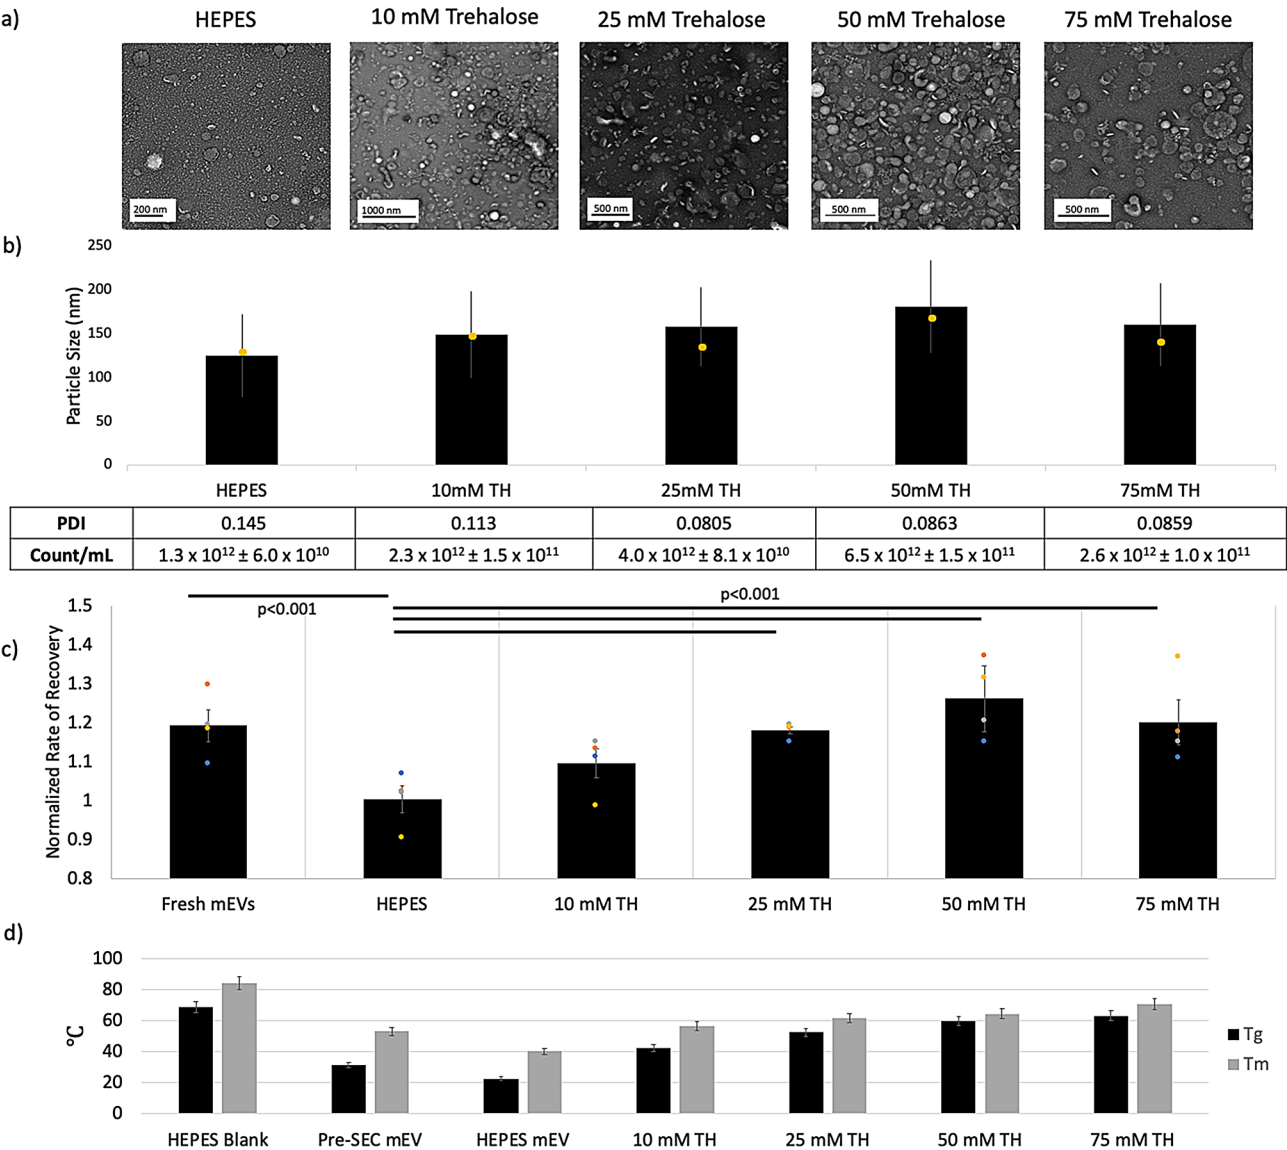 a)
HEPES 10 mM Trehalose 25 mM Trehalose 50 mM Trehalose 75 mM Trehalose
200 nm 1000 nm 500 nm 500 nm 500 nm
b)
Particle Size (nm)
250
200
150
100
50
0
HEPES 10mM TH 25mM TH 50mM TH 75mM TH
PDI 0.145 0.113 0.0805 0.0863 0.0859
Count/mL 1.3 x 10¹² ± 6.0 x 10¹⁰ 2.3 x 10¹² ± 1.5 x 10¹¹ 4.0 x 10¹² ± 8.1 x 10¹⁰ 6.5 x 10¹² ± 1.5 x 10¹¹ 2.6 x 10¹² ± 1.0 x 10¹¹
c)
Normalized Rate of Recovery
p<0.001 p<0.001
1.5
1.4
1.3
1.2
1.1
1
0.9
0.8
Fresh mEVs HEPES 10 mM TH 25 mM TH 50 mM TH 75 mM TH
d)
°C
100
80
60
40
20
0
HEPES Blank Pre-SEC mEV HEPES mEV 10 mM TH 25 mM TH 50 mM TH 75 mM TH
Tg
Tm